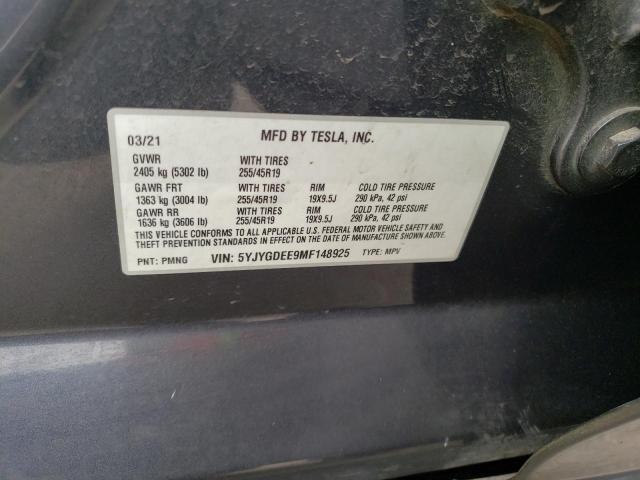 03/21 MFD BY TESLA, INC.
GVWR WITH TIRES
2405 kg (5302 lb) 255/45R19
GAWR FRT WITH TIRES RIM COLD TIRE PRESSURE
1363 kg (3004 lb) 255/45R19 19X9.5J 290 kPa, 42 psi
GAWR RR WITH TIRES RIM COLD TIRE PRESSURE
1636 kg (3606 lb) 255/45R19 19X9.5J 290 kPa, 42 psi
THIS VEHICLE CONFORMS TO ALL APPLICABLE U.S. FEDERAL MOTOR VEHICLE SAFETY AND
THEFT PREVENTION STANDARDS IN EFFECT ON THE DATE OF MANUFACTURE SHOWN ABOVE.
PNT: PMNG VIN: 5YJYGDEE9MF148925 TYPE: MPV